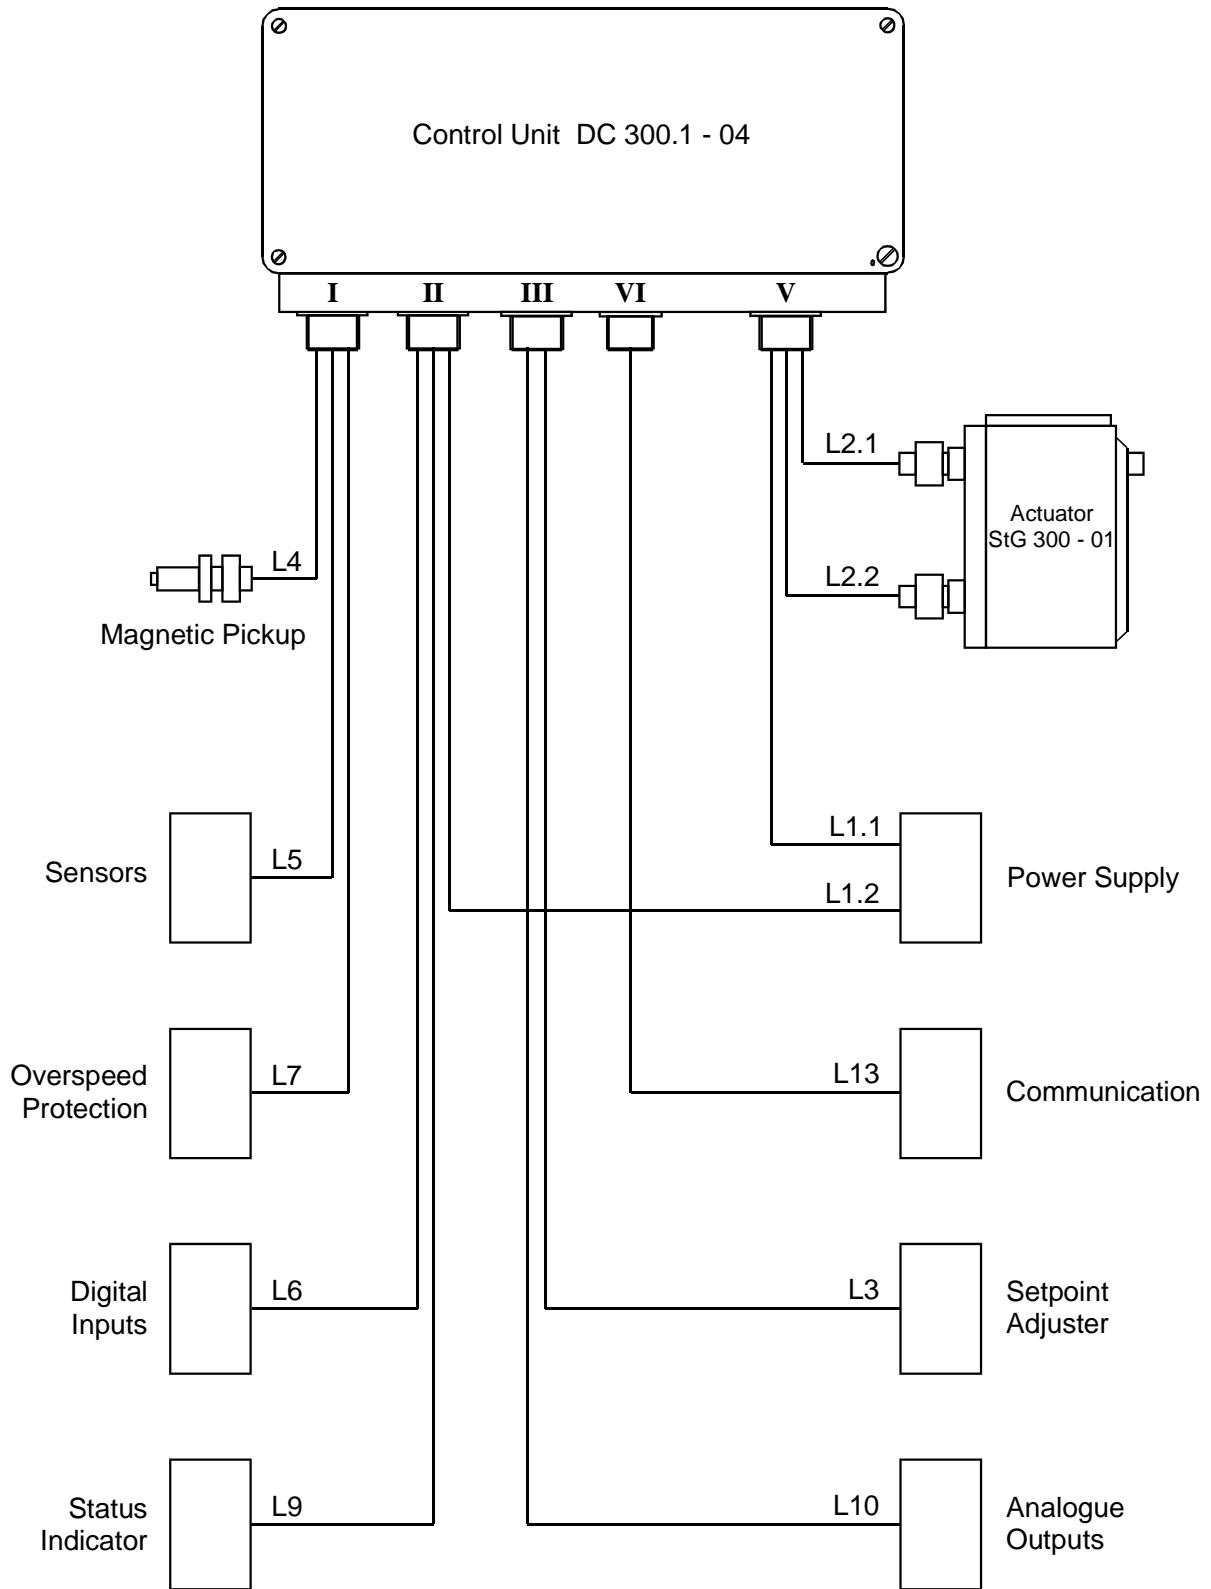 Control Unit DC 300.1 - 04
I II III VI V
L2.1
Actuator
StG 300 - 01
L4
L2.2
Magnetic Pickup
L1.1
Sensors
L5
Power Supply
L1.2
Overspeed
Protection
L7
L13
Communication
Digital
Inputs
L6
L3
Setpoint
Adjuster
Status
Indicator
L9
L10
Analogue
Outputs